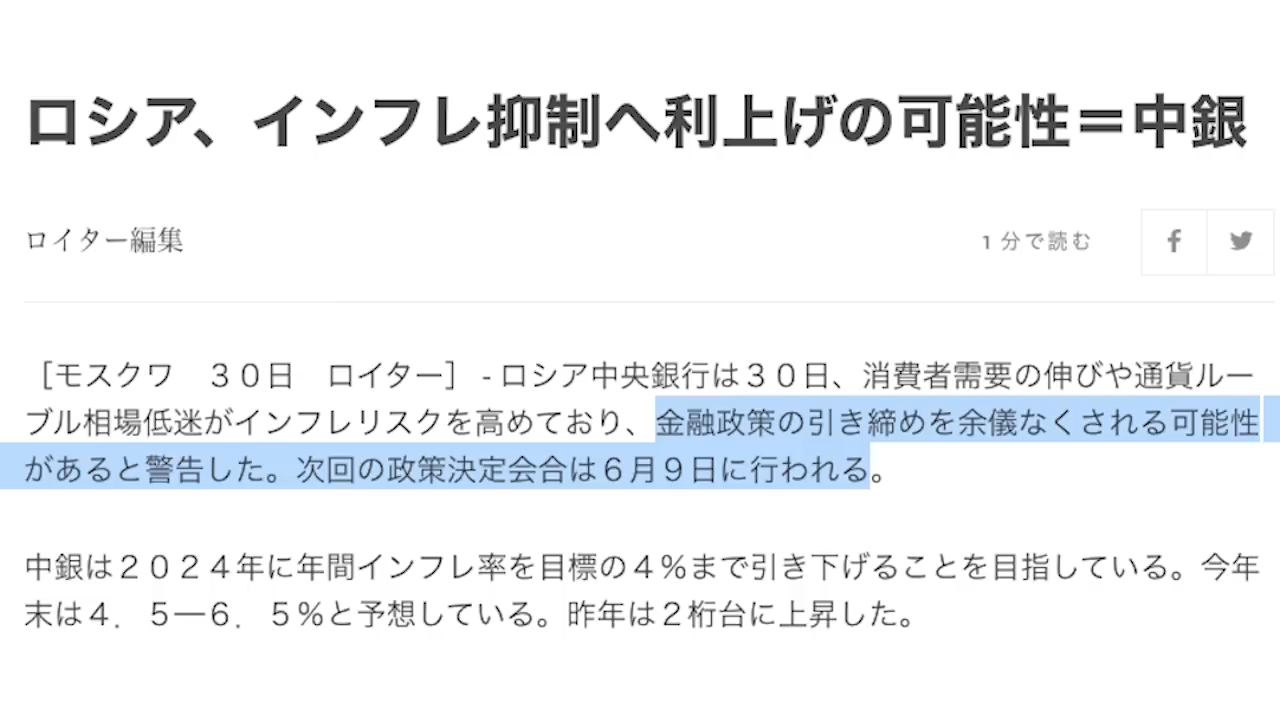 ロシア、インフレ抑制へ利上げの可能性＝中銀
ロイター編集
1 分で読む
［モスクワ　３０日　ロイター］ - ロシア中央銀行は３０日、消費者需要の伸びや通貨ルー
ブル相場低迷がインフレリスクを高めており、金融政策の引き締めを余儀なくされる可能性
があると警告した。次回の政策決定会合は６月９日に行われる。
中銀は２０２４年に年間インフレ率を目標の４％まで引き下げることを目指している。今年
末は４．５―６．５％と予想している。昨年は２桁台に上昇した。